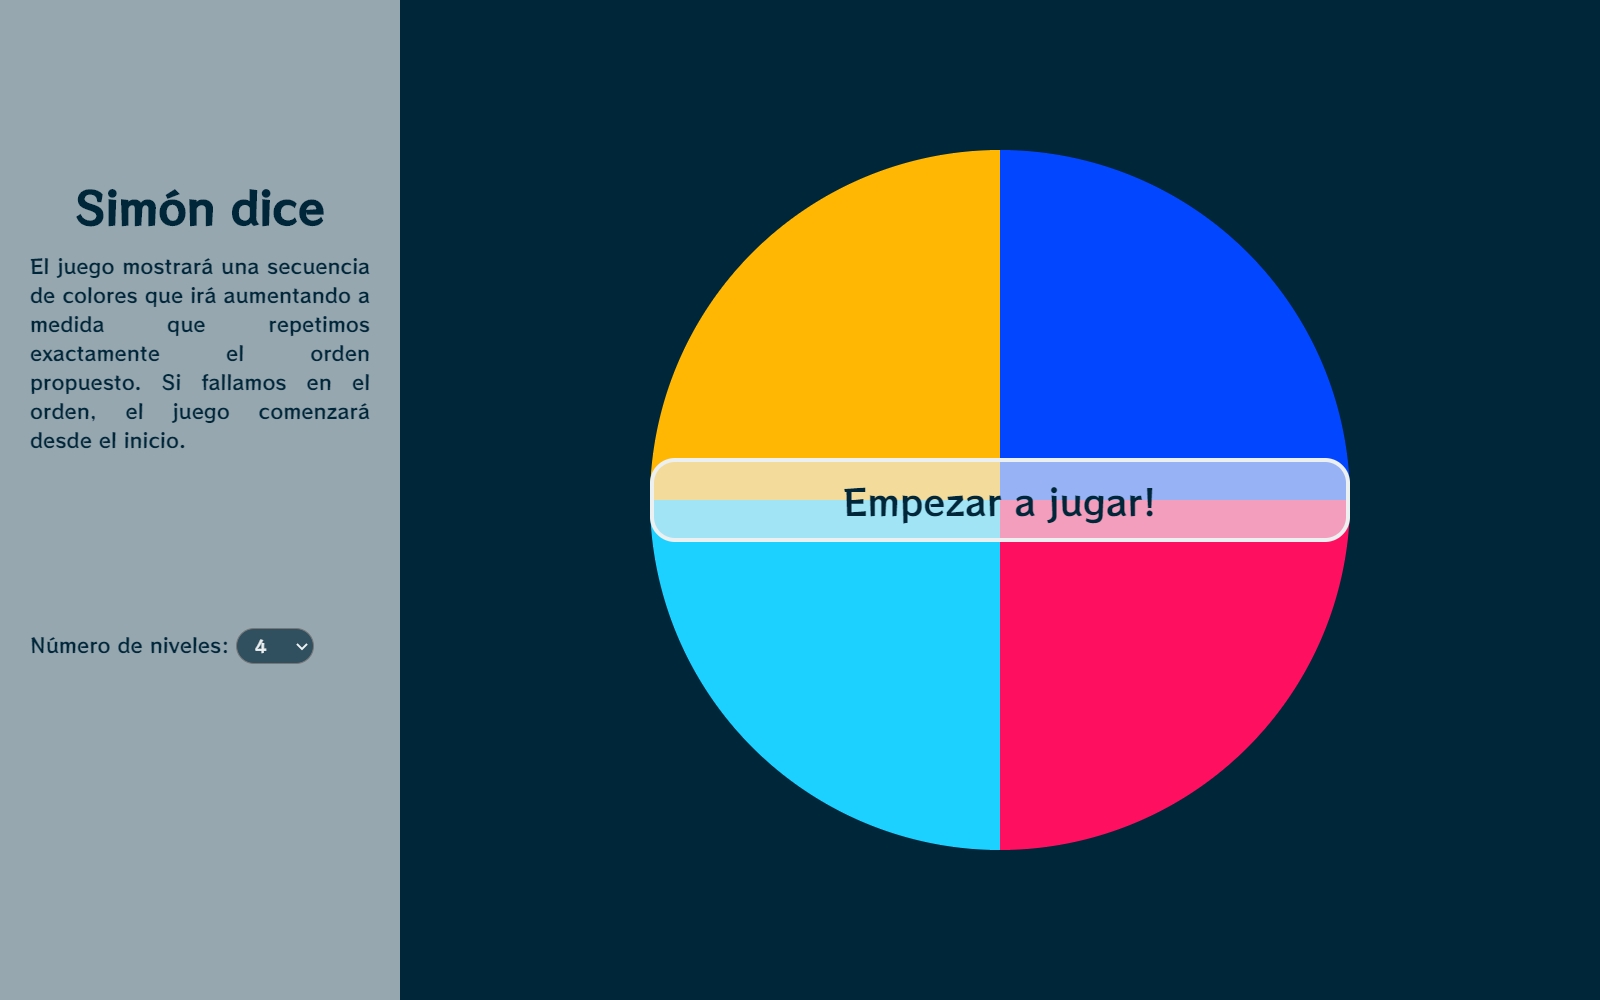 Simón dice
El juego mostrará una secuencia
de colores que irá aumentando a
medida que repetimos
exactamente el orden
propuesto. Si fallamos en el
orden, el juego comenzará
desde el inicio.
Empezar a jugar!
Número de niveles: 4